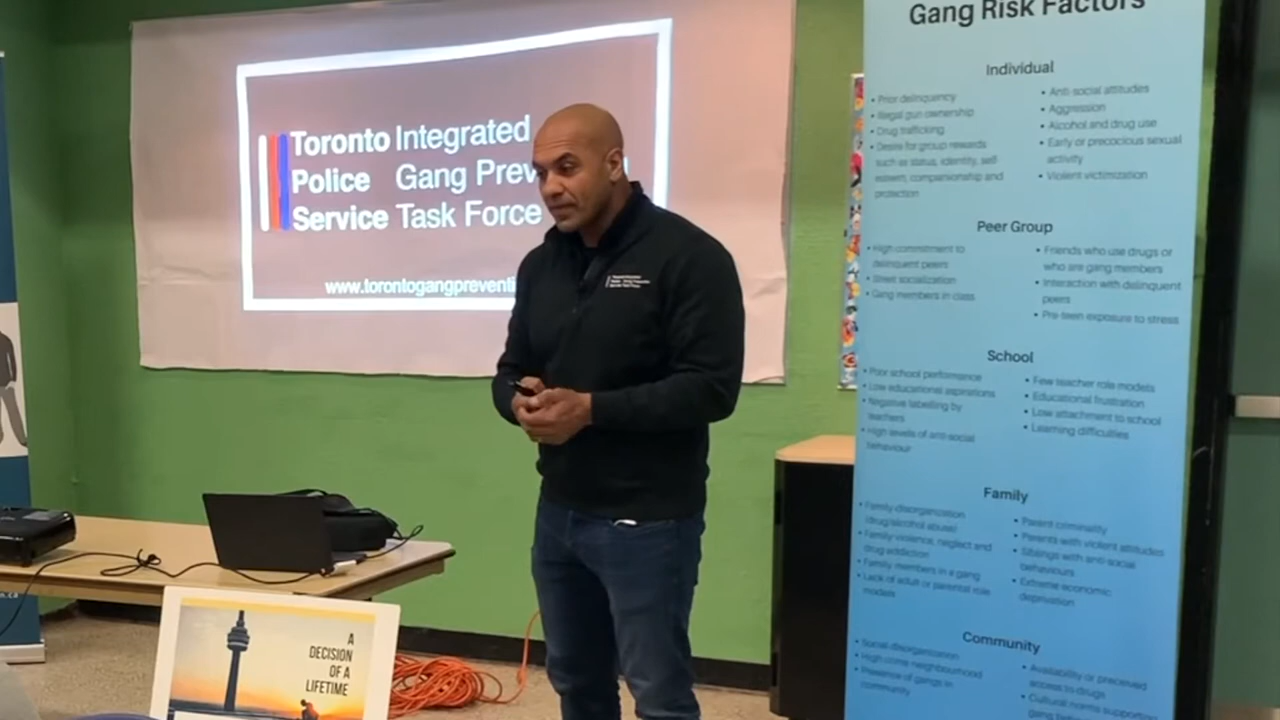 Toronto Integrated
Police Gang Prev
Service Task Force
www.torontogangpreventi
A
DECISION
OF A
LIFETIME
Gang Risk Factors
Individual
• Prior delinquency
• Illegal gun ownership
• Drug trafficking
• Desire for group rewards
such as status, identity, self-
esteem, companionship and
protection
• Anti-social attitudes
• Aggression
• Alcohol and drug use
• Early or precocious sexual
activity
• Violent victimization
Peer Group
• High commitment to
delinquent peers
• Street socialization
• Gang members in class
• Friends who use drugs or
who are gang members
• Interaction with delinquent
peers
• Pre-teen exposure to stress
School
• Poor school performance
• Low educational aspirations
• Negative labelling by
teachers
• High levels of anti-social
behaviour
• Few teacher role models
• Educational frustration
• Low attachment to school
• Learning difficulties
Family
• Family disorganization
(drug/alcohol abuse)
• Family violence, neglect and
drug addiction
• Family members in a gang
• Lack of adult or parental role
models
• Parent criminality
• Parents with violent attitudes
• Siblings with anti-social
behaviours
• Extreme economic
deprivation
Community
• Social disorganization
• High crime neighbourhood
• Presence of gangs in
community
• Availability or perceived
access to drugs
• Cultural norms supporting